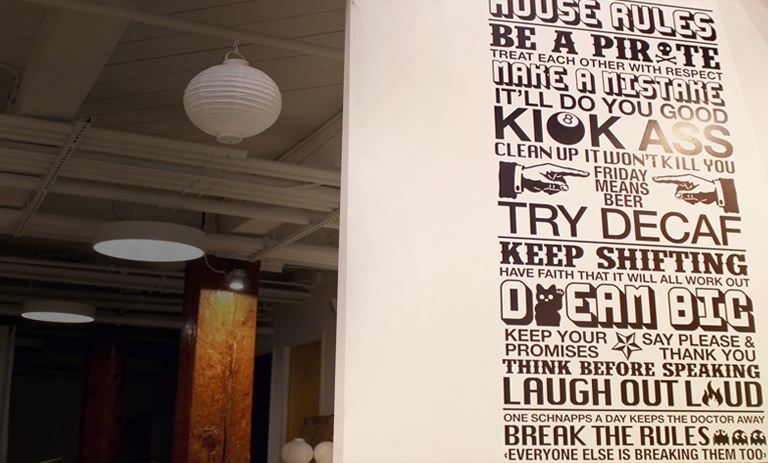 HOUSE RULES
BE A PIRATE
TREAT EACH OTHER WITH RESPECT
MAKE A MISTAKE
IT'LL DO YOU GOOD
KICK ASS
CLEAN UP IT WON'T KILL YOU
FRIDAY
MEANS
BEER
TRY DECAF
KEEP SHIFTING
HAVE FAITH THAT IT WILL ALL WORK OUT
DREAM BIG
KEEP YOUR PROMISES
SAY PLEASE & THANK YOU
THINK BEFORE SPEAKING
LAUGH OUT LOUD
ONE SCHNAPPS A DAY KEEPS THE DOCTOR AWAY
BREAK THE RULES
‹EVERYONE ELSE IS BREAKING THEM TOO›